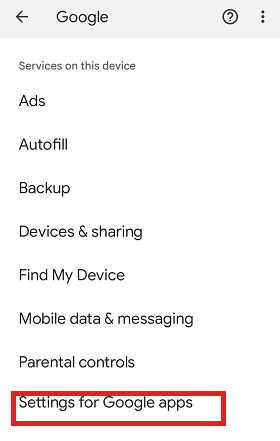 Google
Services on this device
Ads
Autofill
Backup
Devices & sharing
Find My Device
Mobile data & messaging
Parental controls
Settings for Google apps